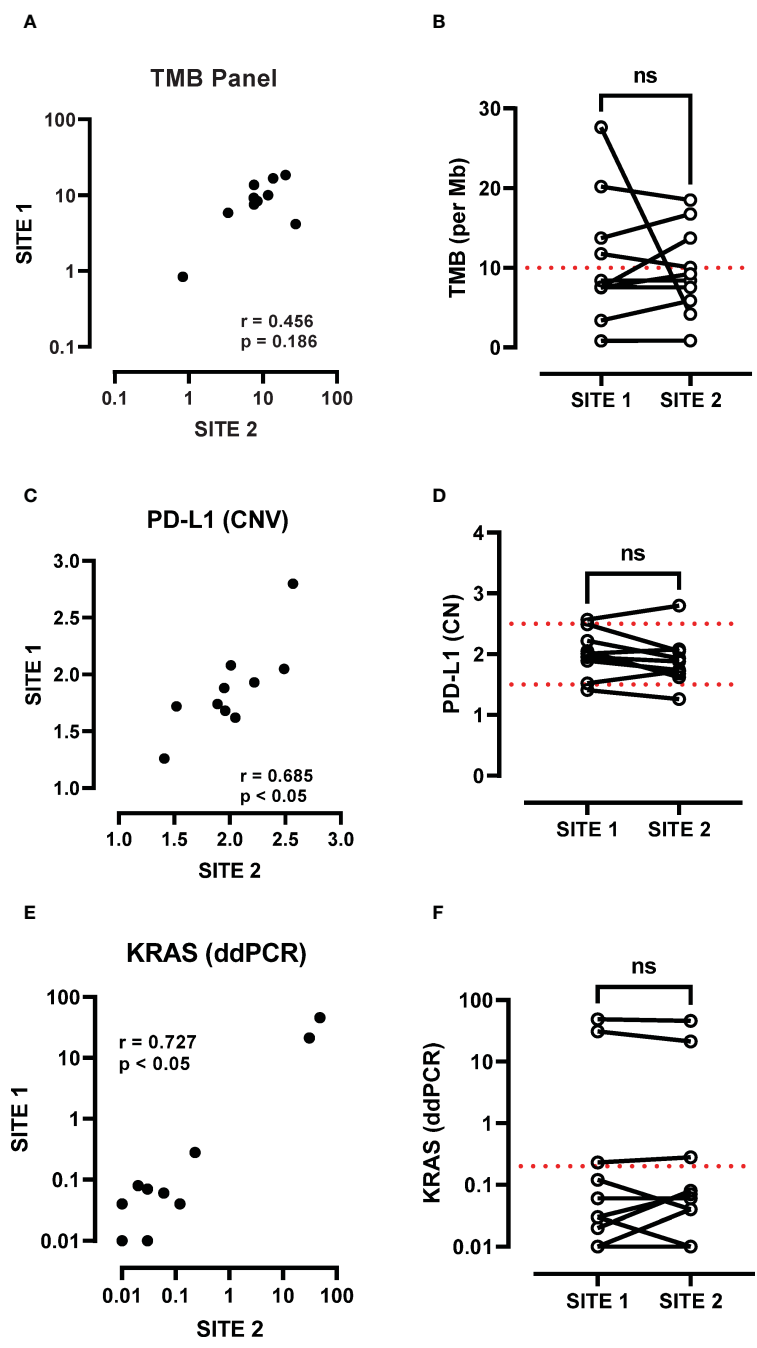 A
TMB Panel
100
10
1
0.1
SITE 1
r = 0.456
p = 0.186
0.1 1 10 100
SITE 2
B
ns
30
20
10
0
TMB (per Mb)
SITE 1 SITE 2
C
PD-L1 (CNV)
3.0
2.5
2.0
1.5
1.0
SITE 1
r = 0.685
p < 0.05
1.0 1.5 2.0 2.5 3.0
SITE 2
D
ns
4
3
2
1
0
PD-L1 (CN)
SITE 1 SITE 2
E
KRAS (ddPCR)
100
10
1
0.1
0.01
SITE 1
r = 0.727
p < 0.05
0.01 0.1 1 10 100
SITE 2
F
ns
100
10
1
0.1
0.01
KRAS (ddPCR)
SITE 1 SITE 2